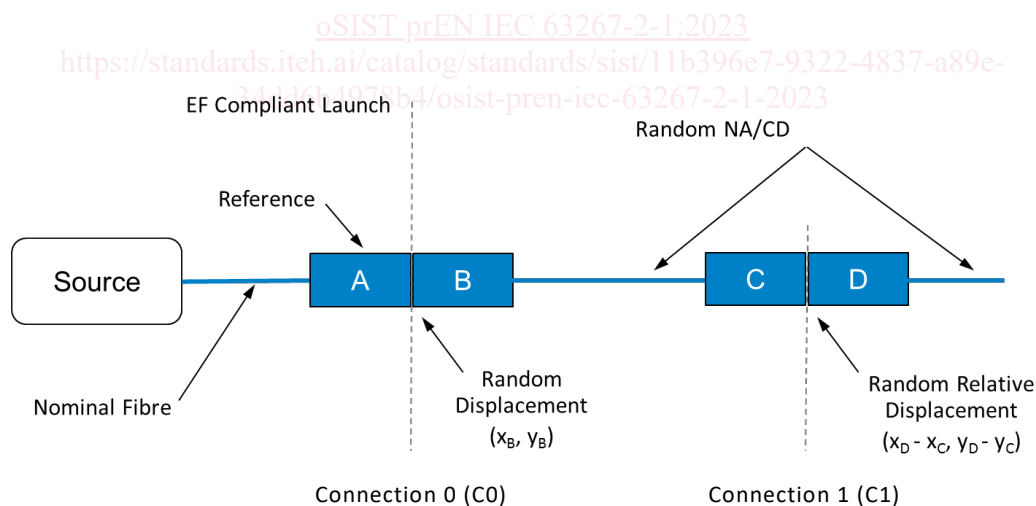 oSIST prEN IEC 63267-2-1:2023
https://standards.iteh.ai/catalog/standards/sist/11b396e7-9322-4837-a89e-
34dd6b4978b4/osist-pren-iec-63267-2-1-2023
EF Compliant Launch
Random NA/CD
Reference
Source
A
B
C
D
Nominal Fibre
Random
Displacement
(xB, yB)
Random Relative
Displacement
(xD - xC, yD - yC)
Connection 0 (C0)
Connection 1 (C1)